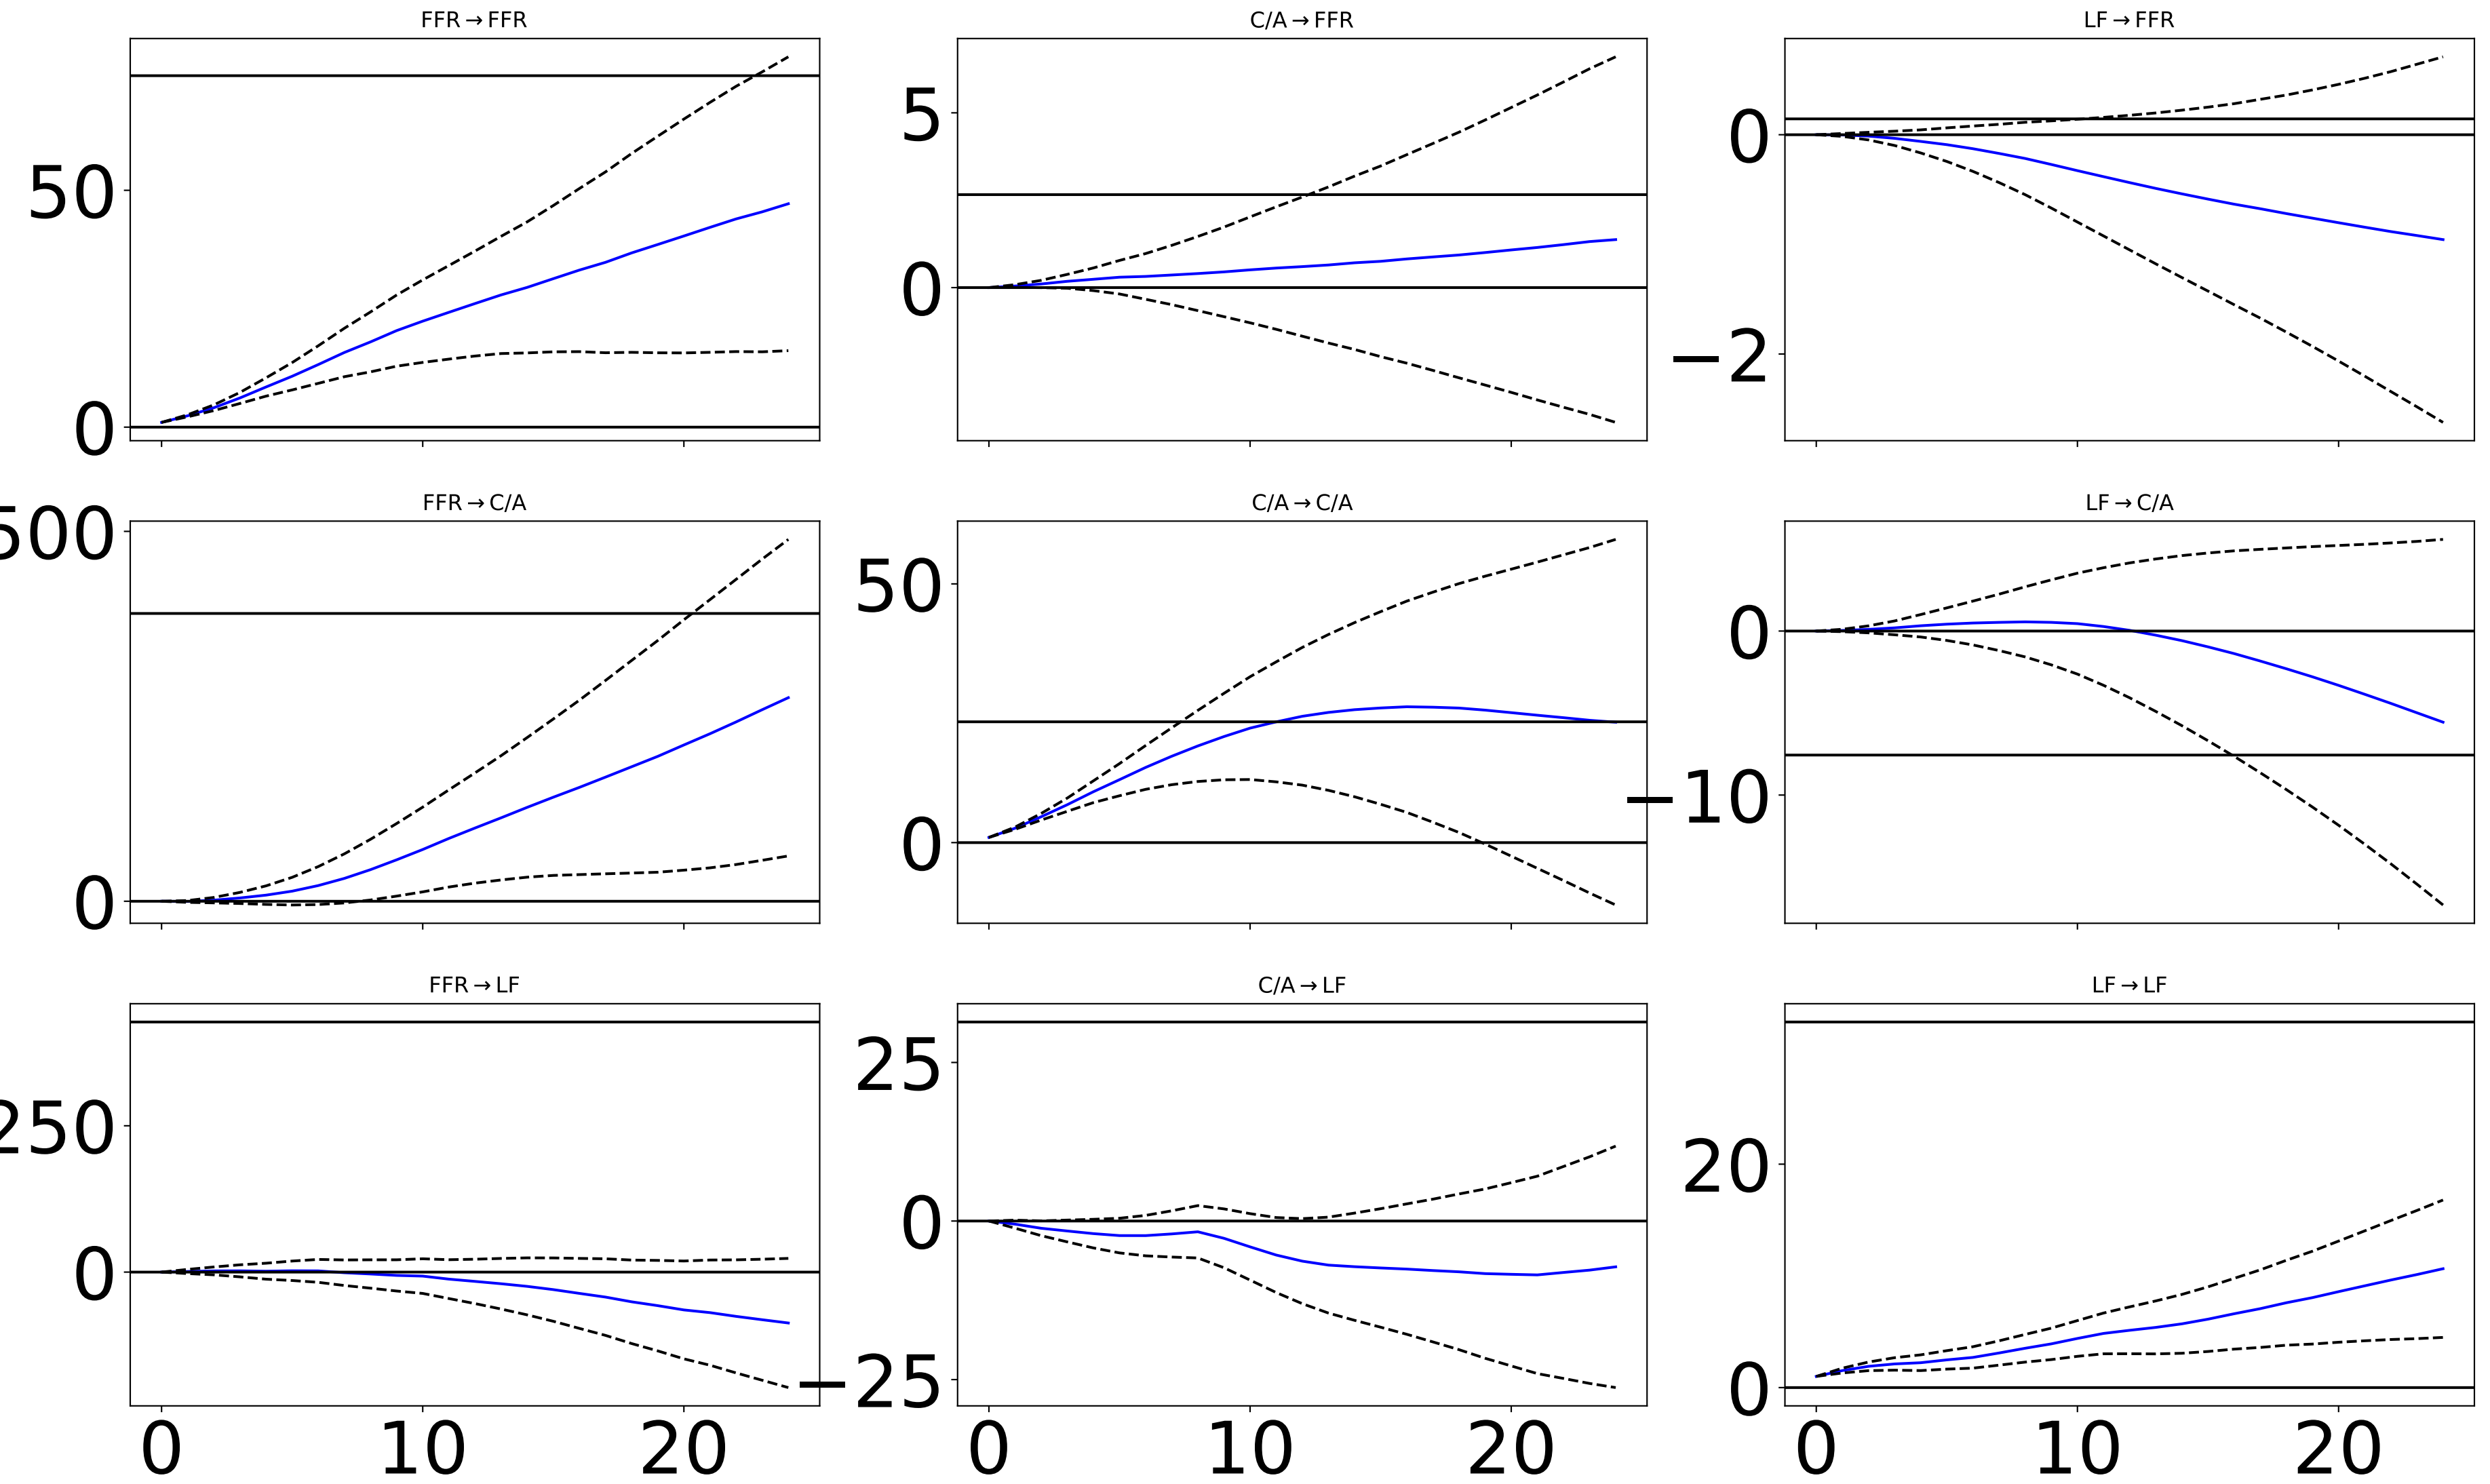 FFR→FFR C/A→FFR LF→FFR
50 5 0
0 0 −2
FFR→C/A C/A→C/A LF→C/A
500 50 0
0 0 −10
FFR→LF C/A→LF LF→LF
250 25 20
0 0 0
−25
0 10 20 0 10 20 0 10 20